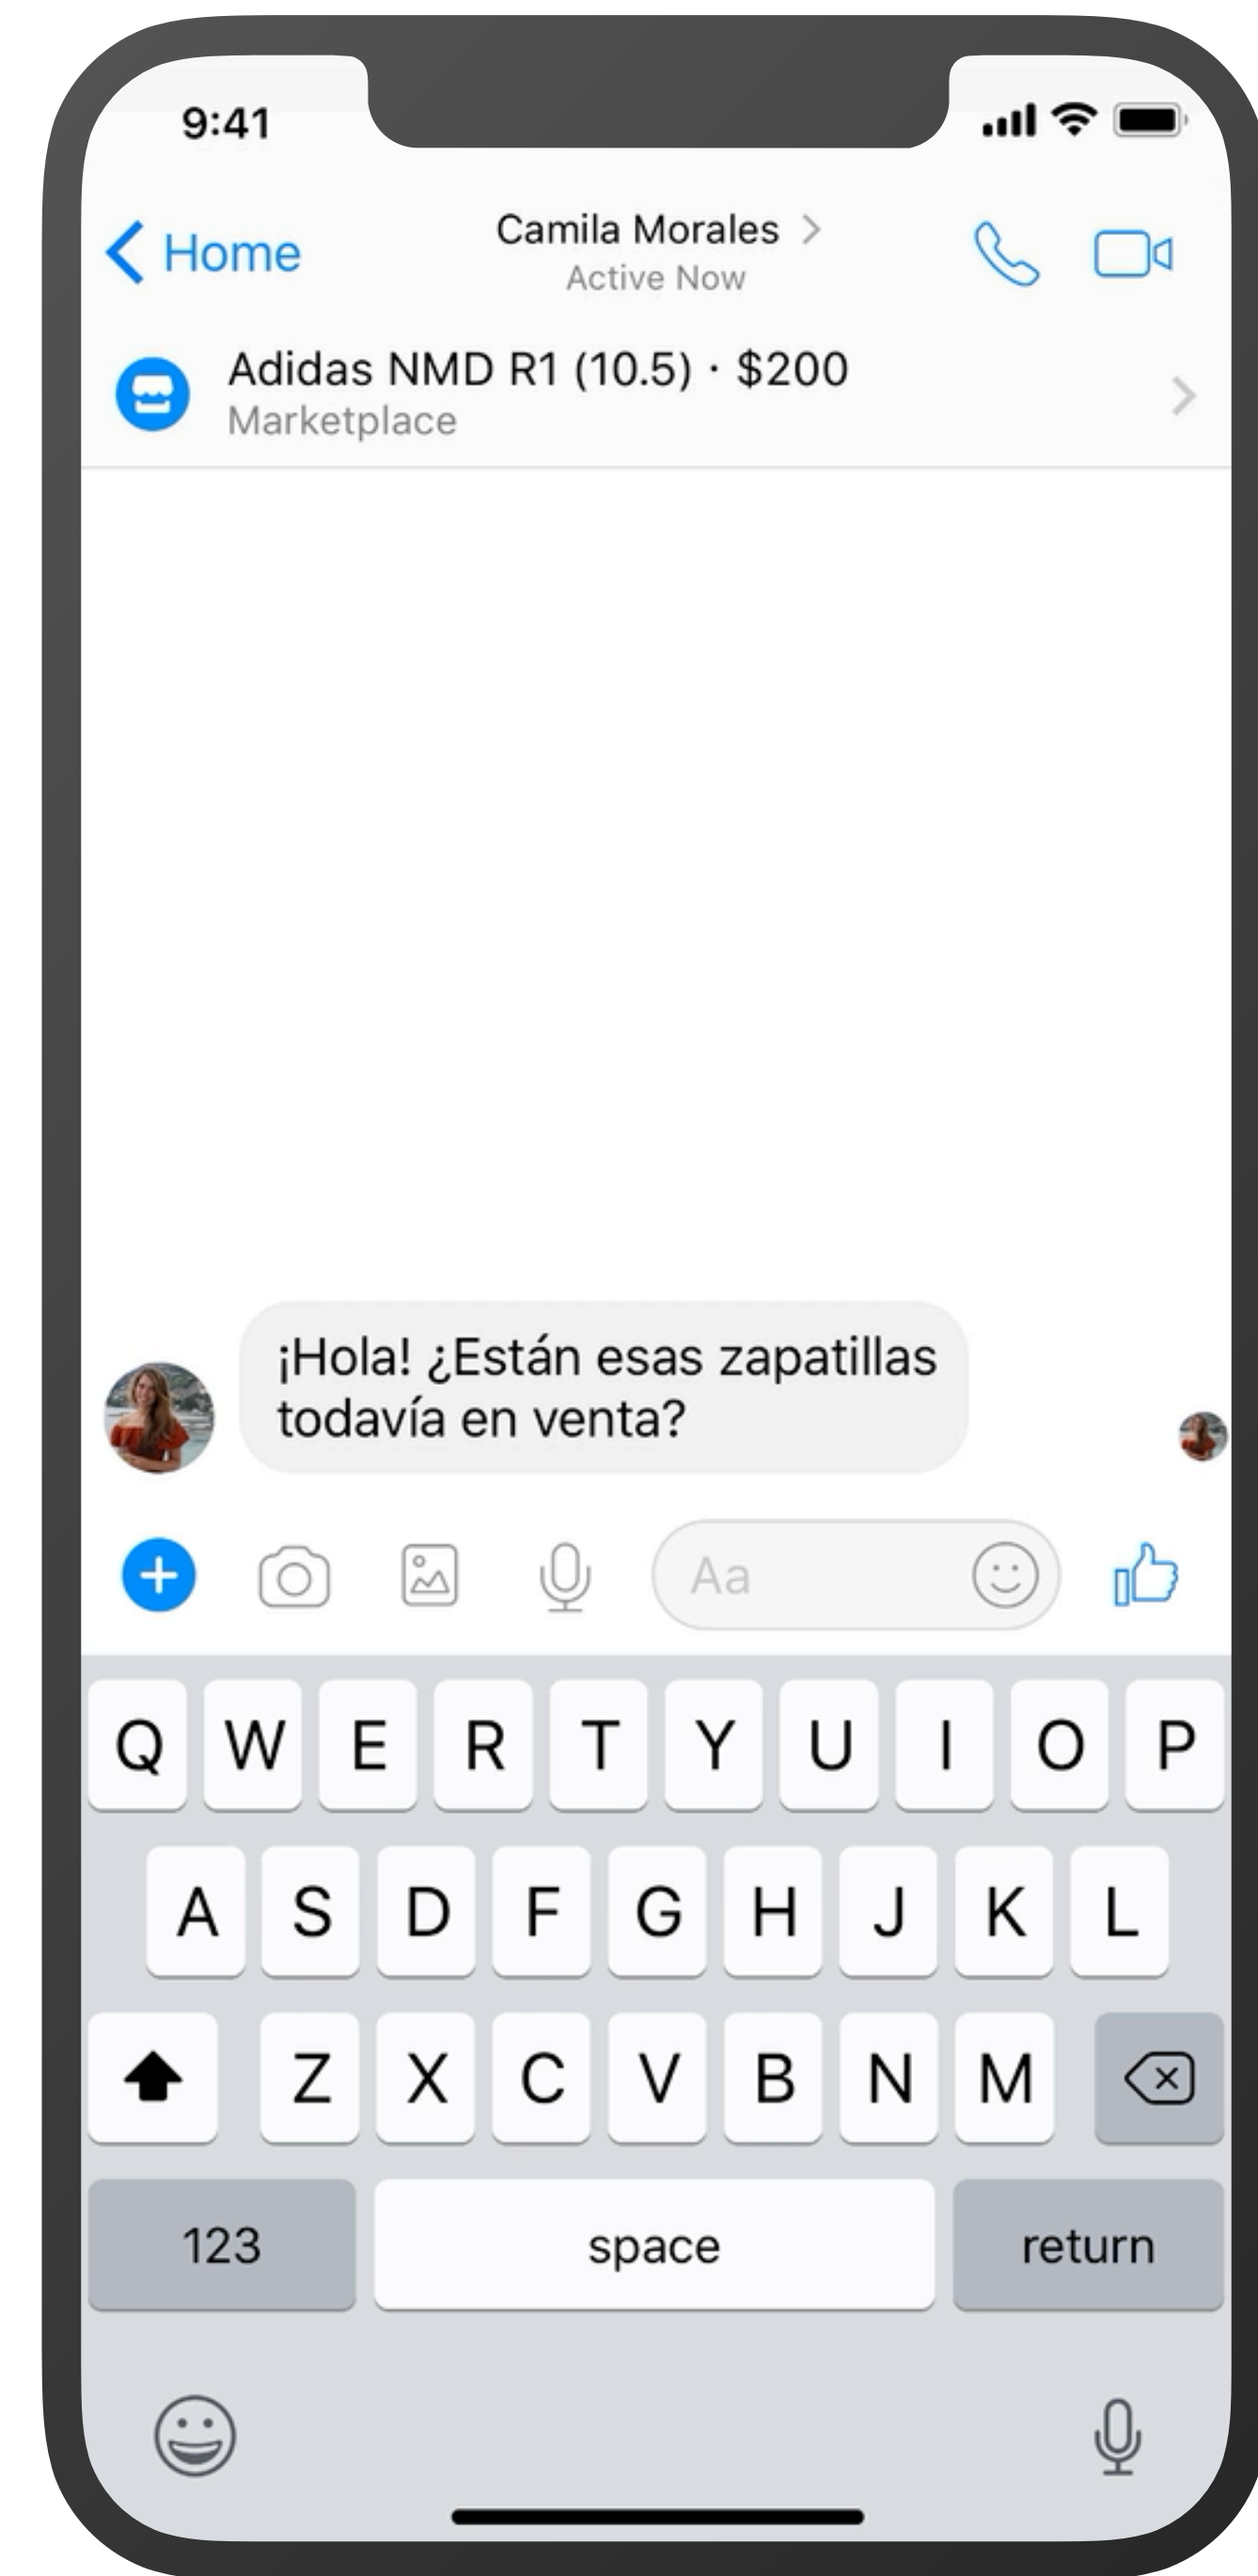 9:41
Home
Camila Morales
Active Now
Adidas NMD R1 (10.5) · $200
Marketplace
¡Hola! ¿Están esas zapatillas
todavía en venta?
Aa
Q W E R T Y U I O P
A S D F G H J K L
Z X C V B N M
123 space return